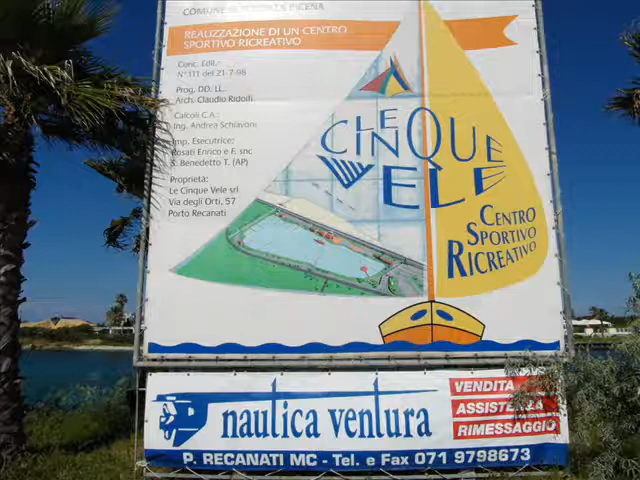 COMUNE DI POTENZA PICENA
REALIZZAZIONE DI UN CENTRO
SPORTIVO RICREATIVO
Conc. Edil.:
N° 111 del 21-7-98
Prog. DD. LL.:
Arch. Claudio Ridolfi
Calcoli C.A.:
Ing. Andrea Schiavoni
Imp. Esecutrice:
Rosati Enrico e F. snc
S. Benedetto T. (AP)
Proprietà:
Le Cinque Vele srl
Via degli Orti, 57
Porto Recanati
LE
CINQUE
VELE
CENTRO
SPORTIVO
RICREATIVO
nautica ventura
VENDITA
ASSISTENZA
RIMESSAGGIO
P. RECANATI MC - Tel. e Fax 071 9798673